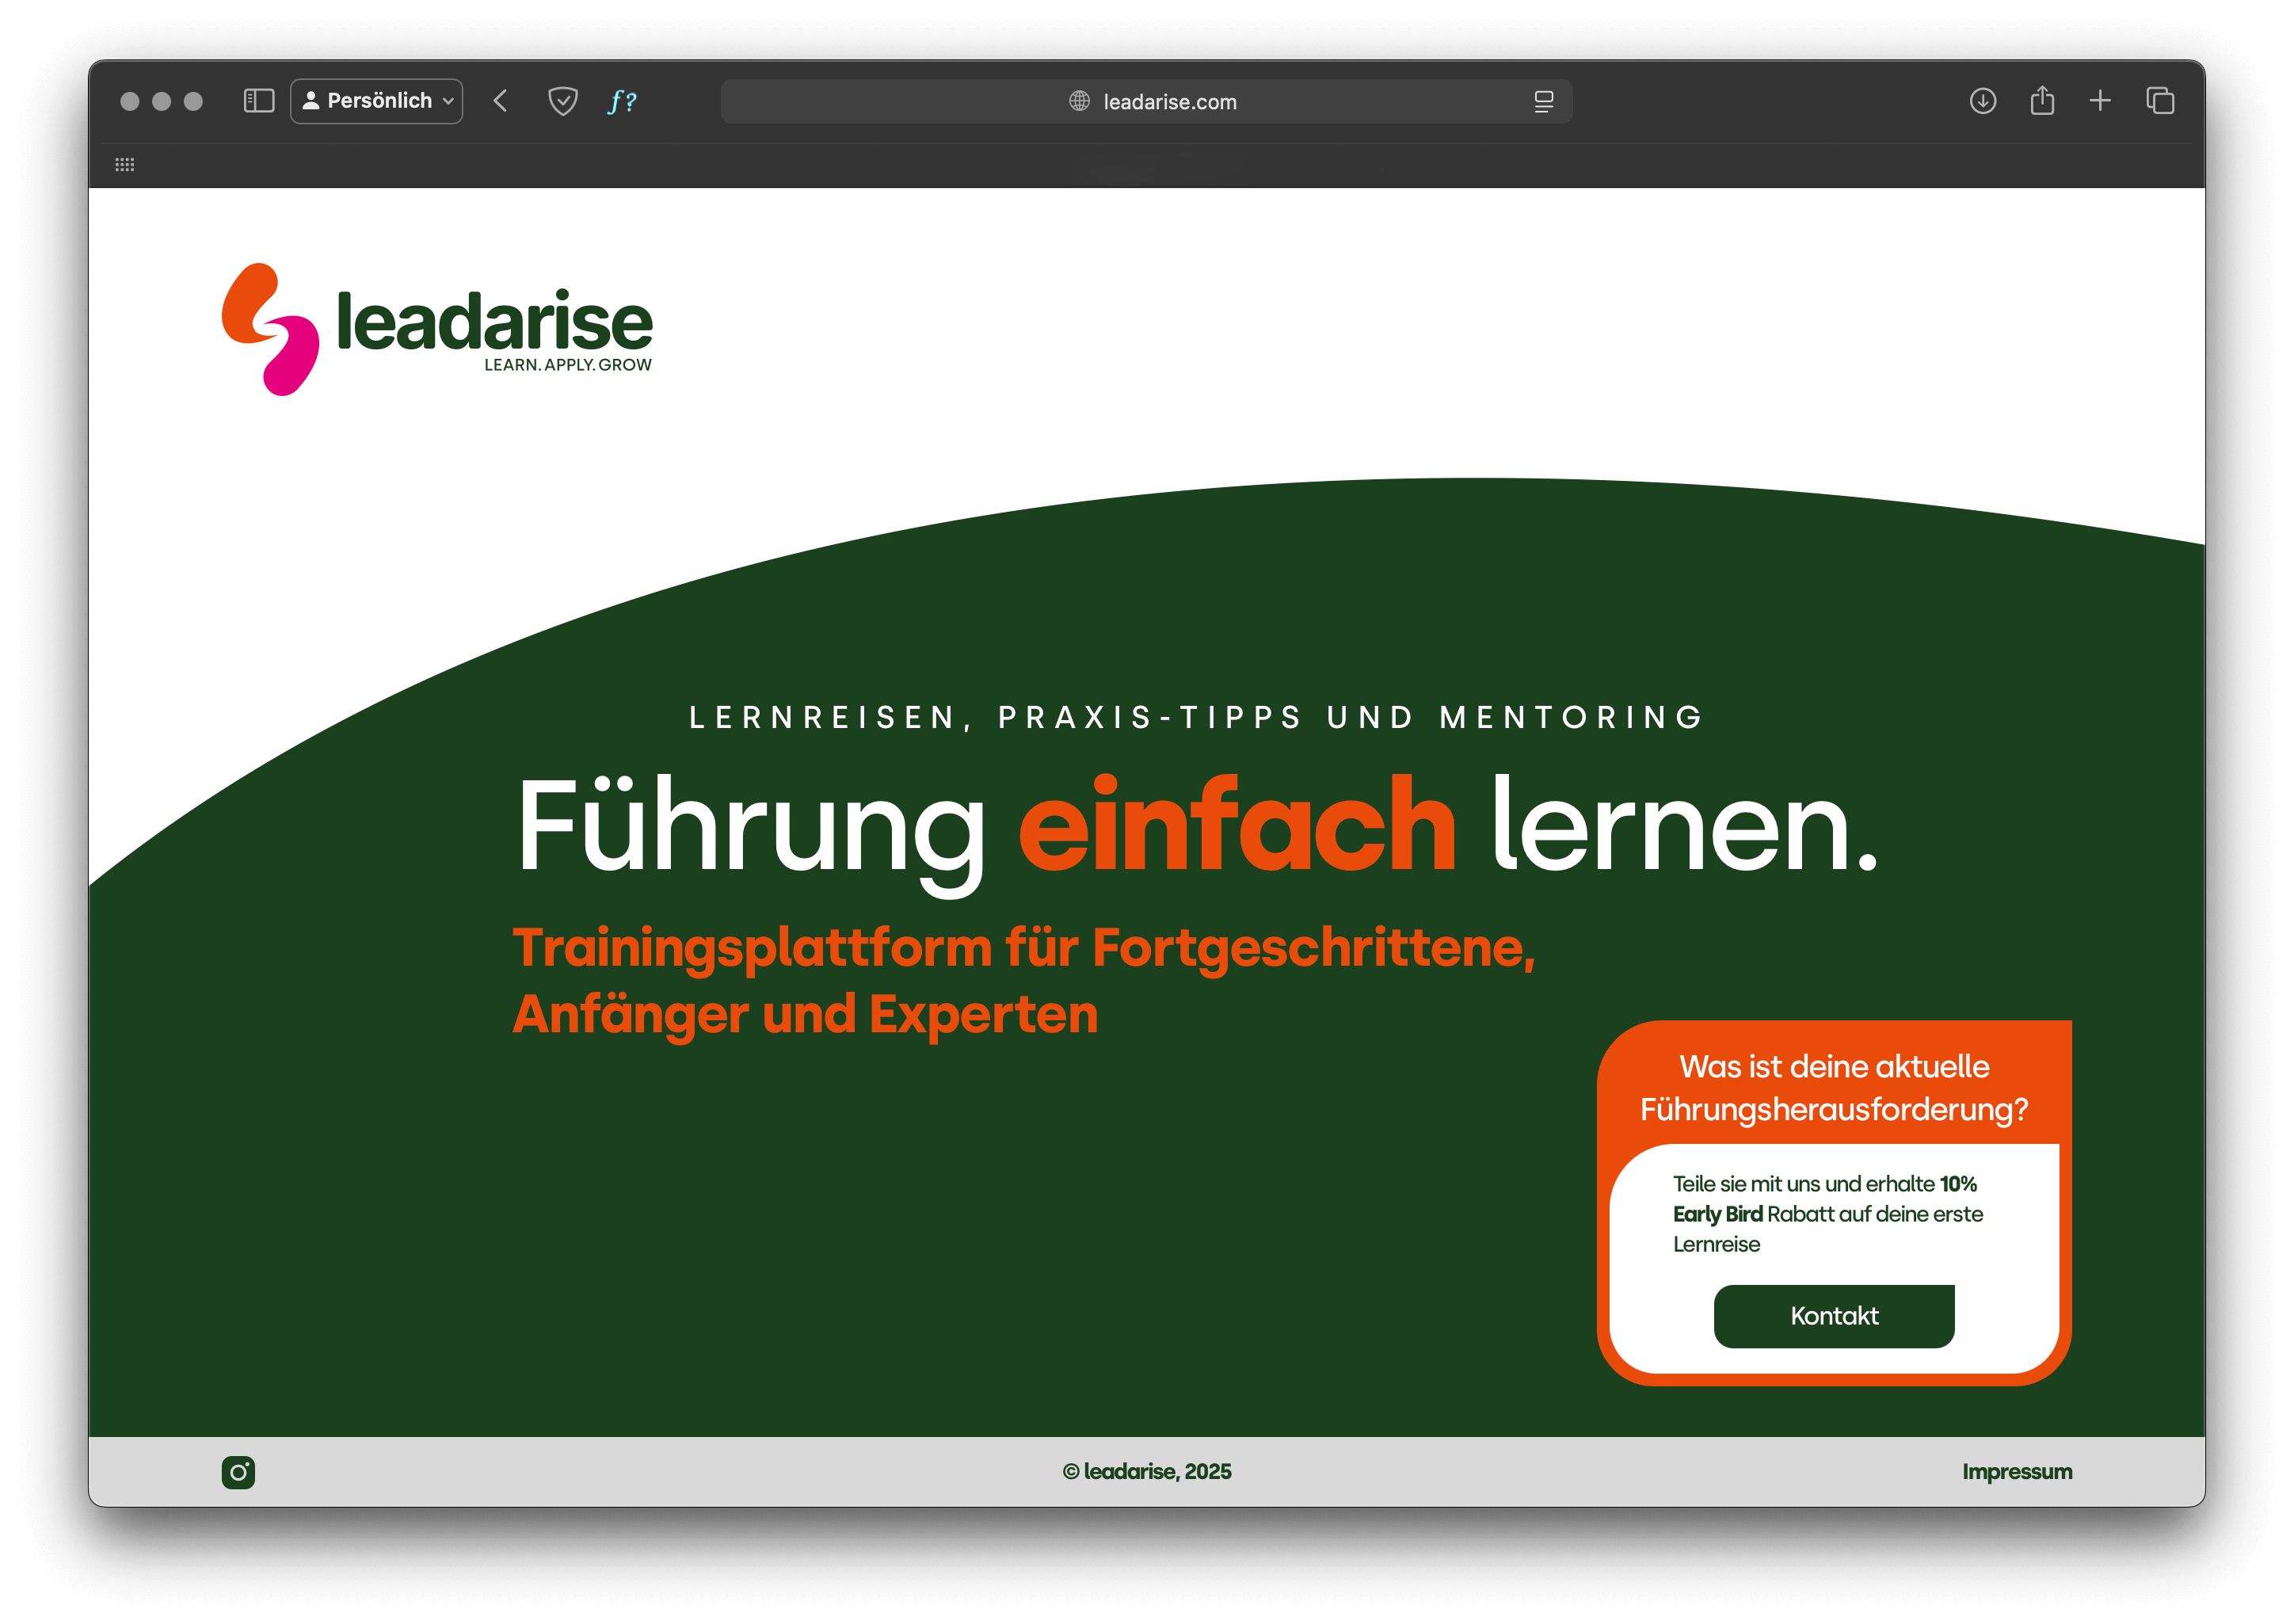 Persönlich
ƒ?
leadarise.com
leadarise
LEARN. APPLY. GROW
LERNREISEN, PRAXIS-TIPPS UND MENTORING
Führung einfach lernen.
Trainingsplattform für Fortgeschrittene,
Anfänger und Experten
Was ist deine aktuelle
Führungsherausforderung?
Teile sie mit uns und erhalte 10%
Early Bird Rabatt auf deine erste
Lernreise
Kontakt
© leadarise, 2025
Impressum